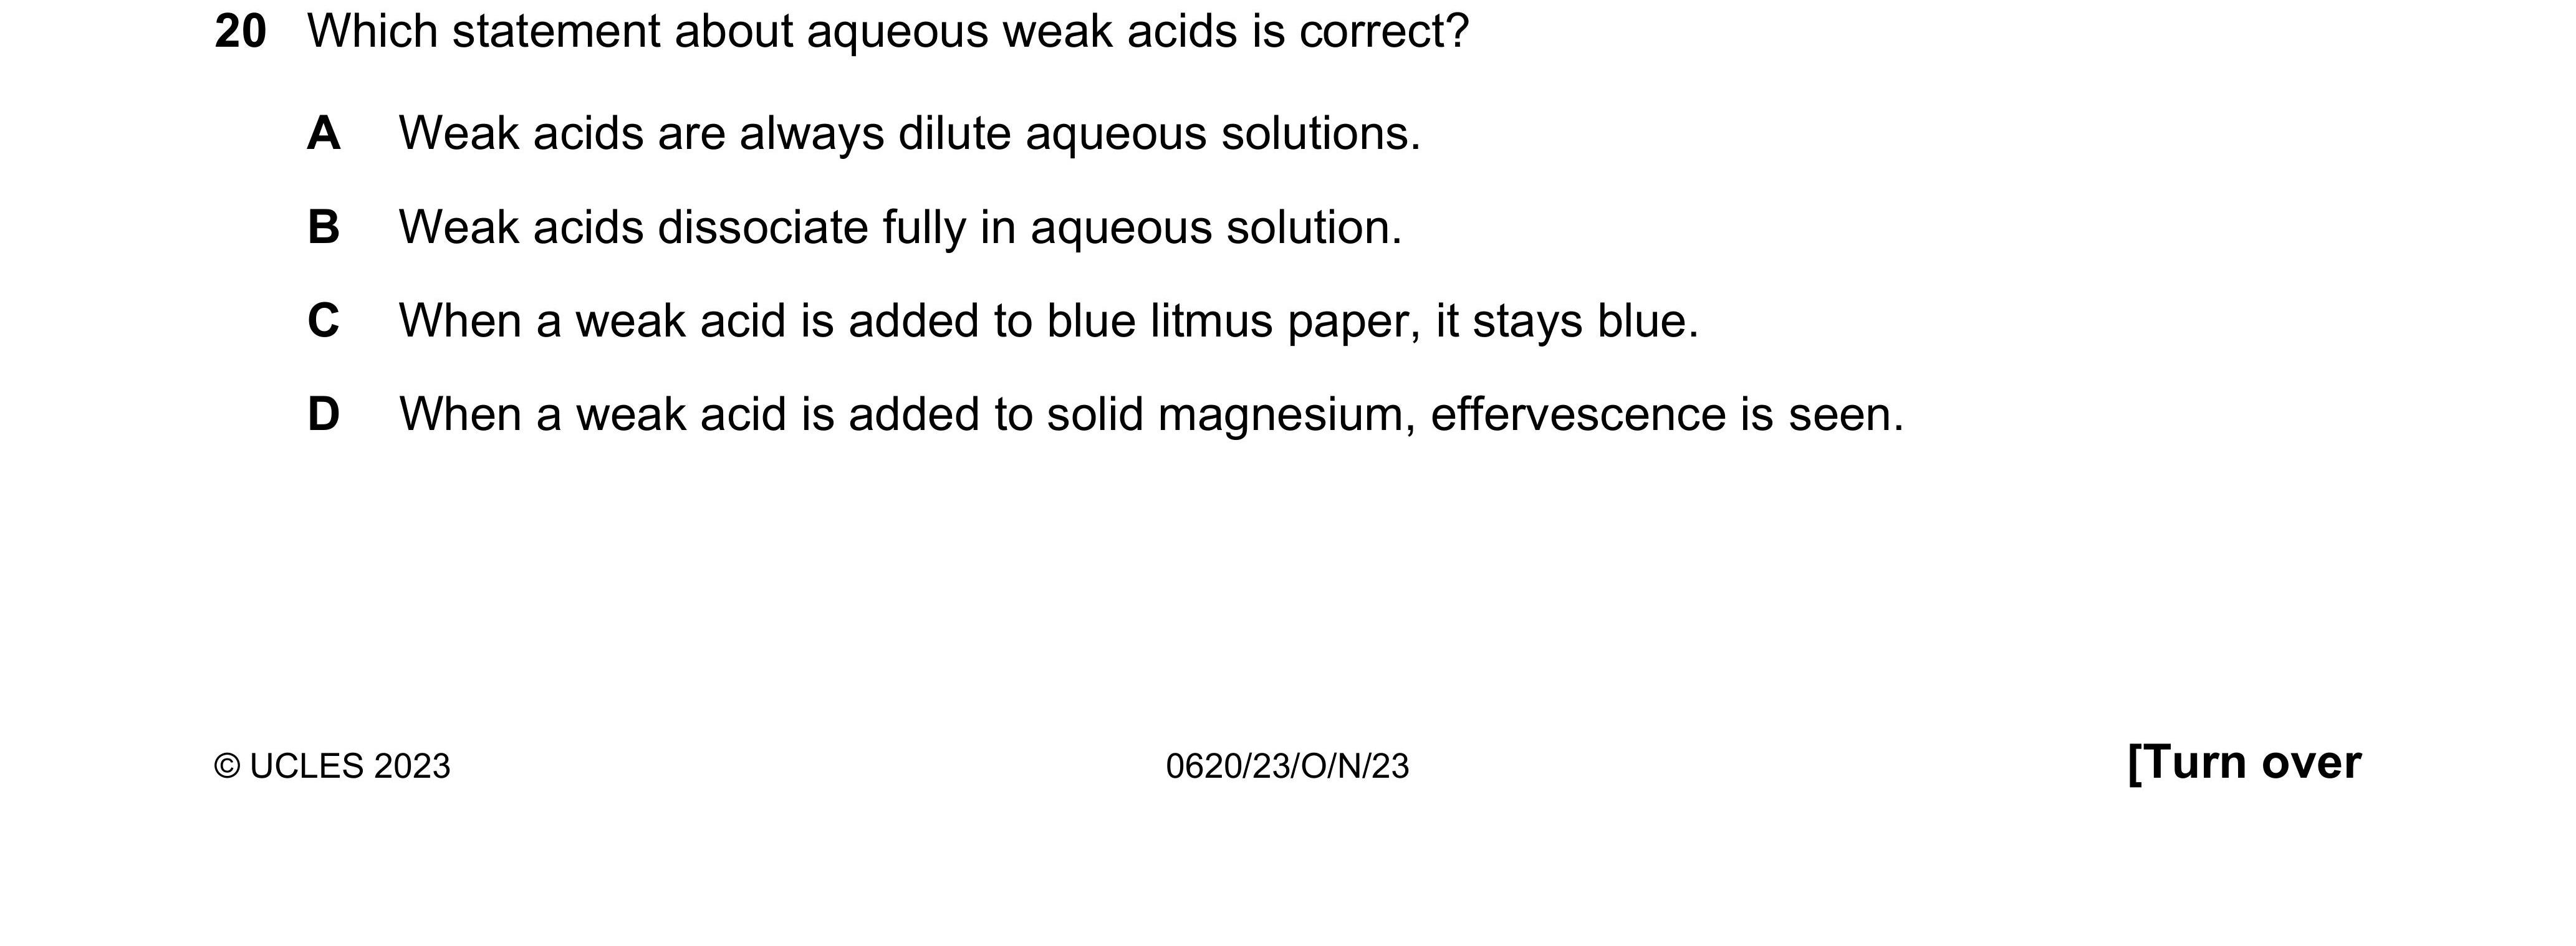 20 Which statement about aqueous weak acids is correct?
A Weak acids are always dilute aqueous solutions.
B Weak acids dissociate fully in aqueous solution.
C When a weak acid is added to blue litmus paper, it stays blue.
D When a weak acid is added to solid magnesium, effervescence is seen.
© UCLES 2023 0620/23/O/N/23 [Turn over